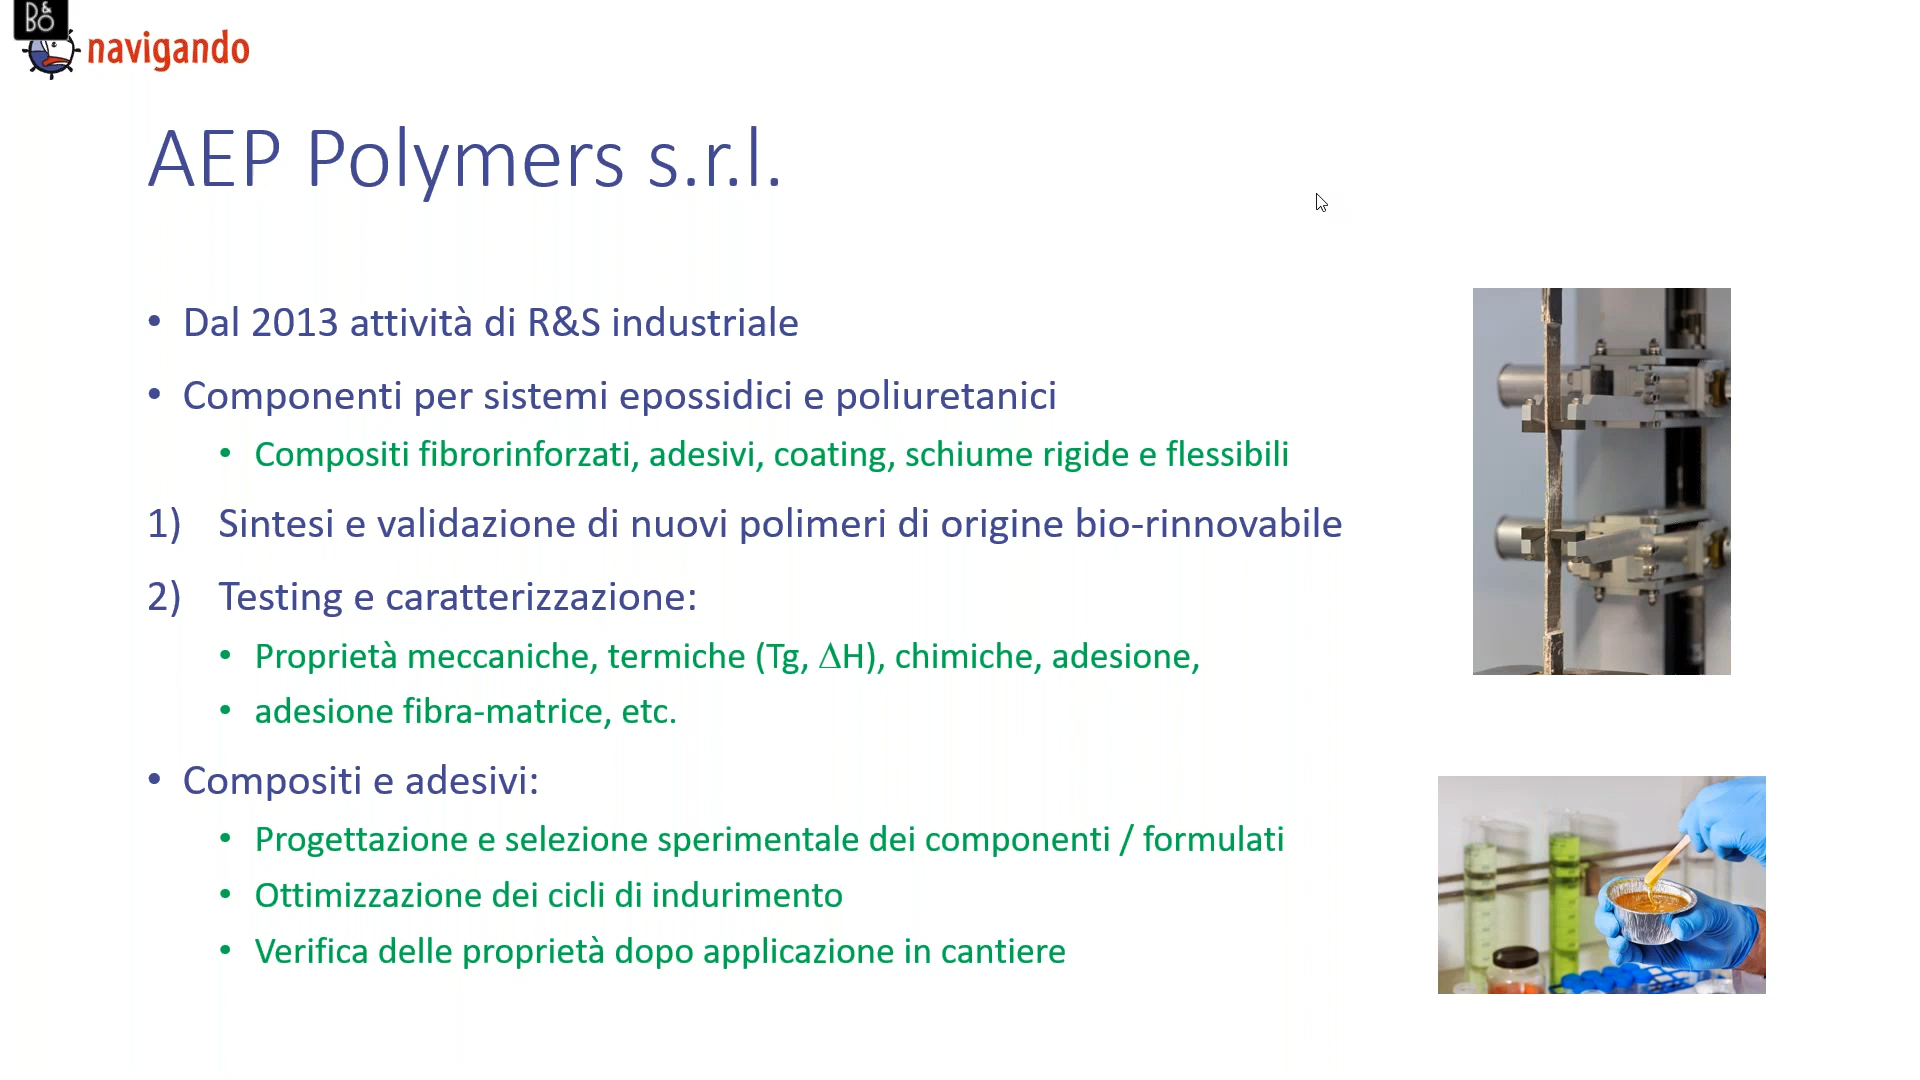 B&O
navigando
AEP Polymers s.r.l.
• Dal 2013 attività di R&S industriale
• Componenti per sistemi epossidici e poliuretanici
• Compositi fibrorinforzati, adesivi, coating, schiume rigide e flessibili
1) Sintesi e validazione di nuovi polimeri di origine bio-rinnovabile
2) Testing e caratterizzazione:
• Proprietà meccaniche, termiche (Tg, ΔH), chimiche, adesione,
• adesione fibra-matrice, etc.
• Compositi e adesivi:
• Progettazione e selezione sperimentale dei componenti / formulati
• Ottimizzazione dei cicli di indurimento
• Verifica delle proprietà dopo applicazione in cantiere